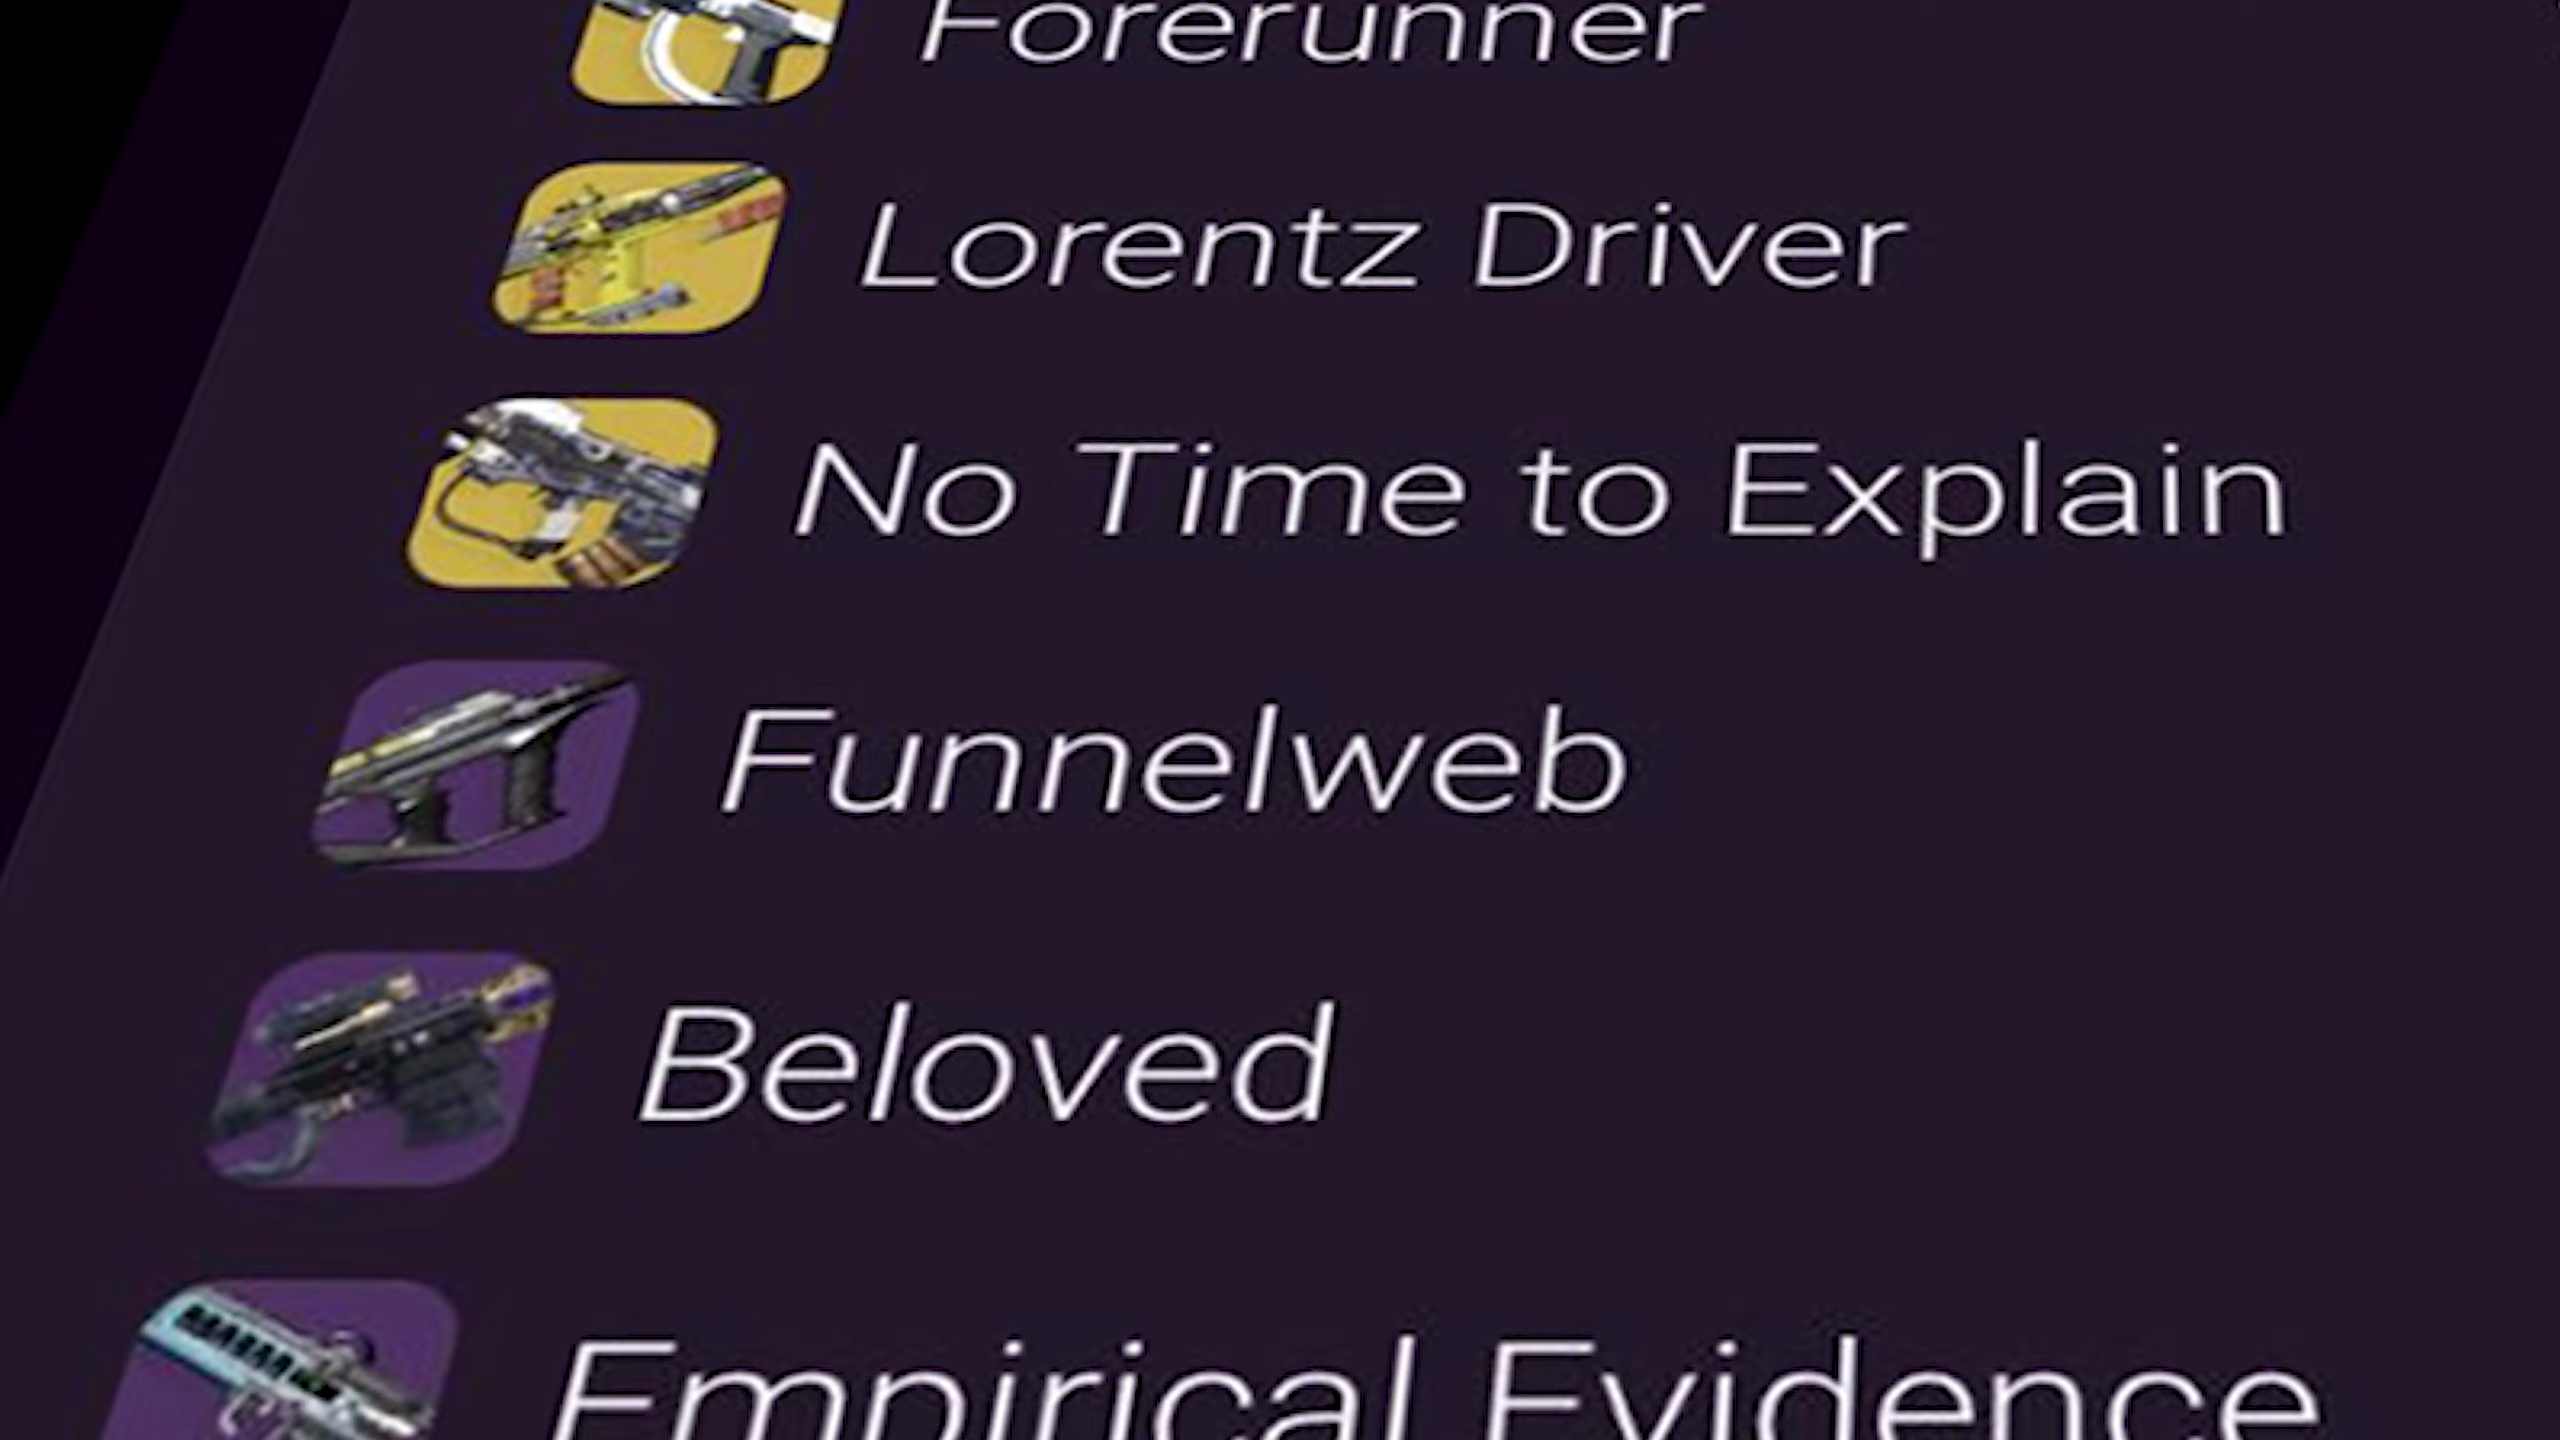 Forerunner
Lorentz Driver
No Time to Explain
Funnelweb
Beloved
Empirical Evidence